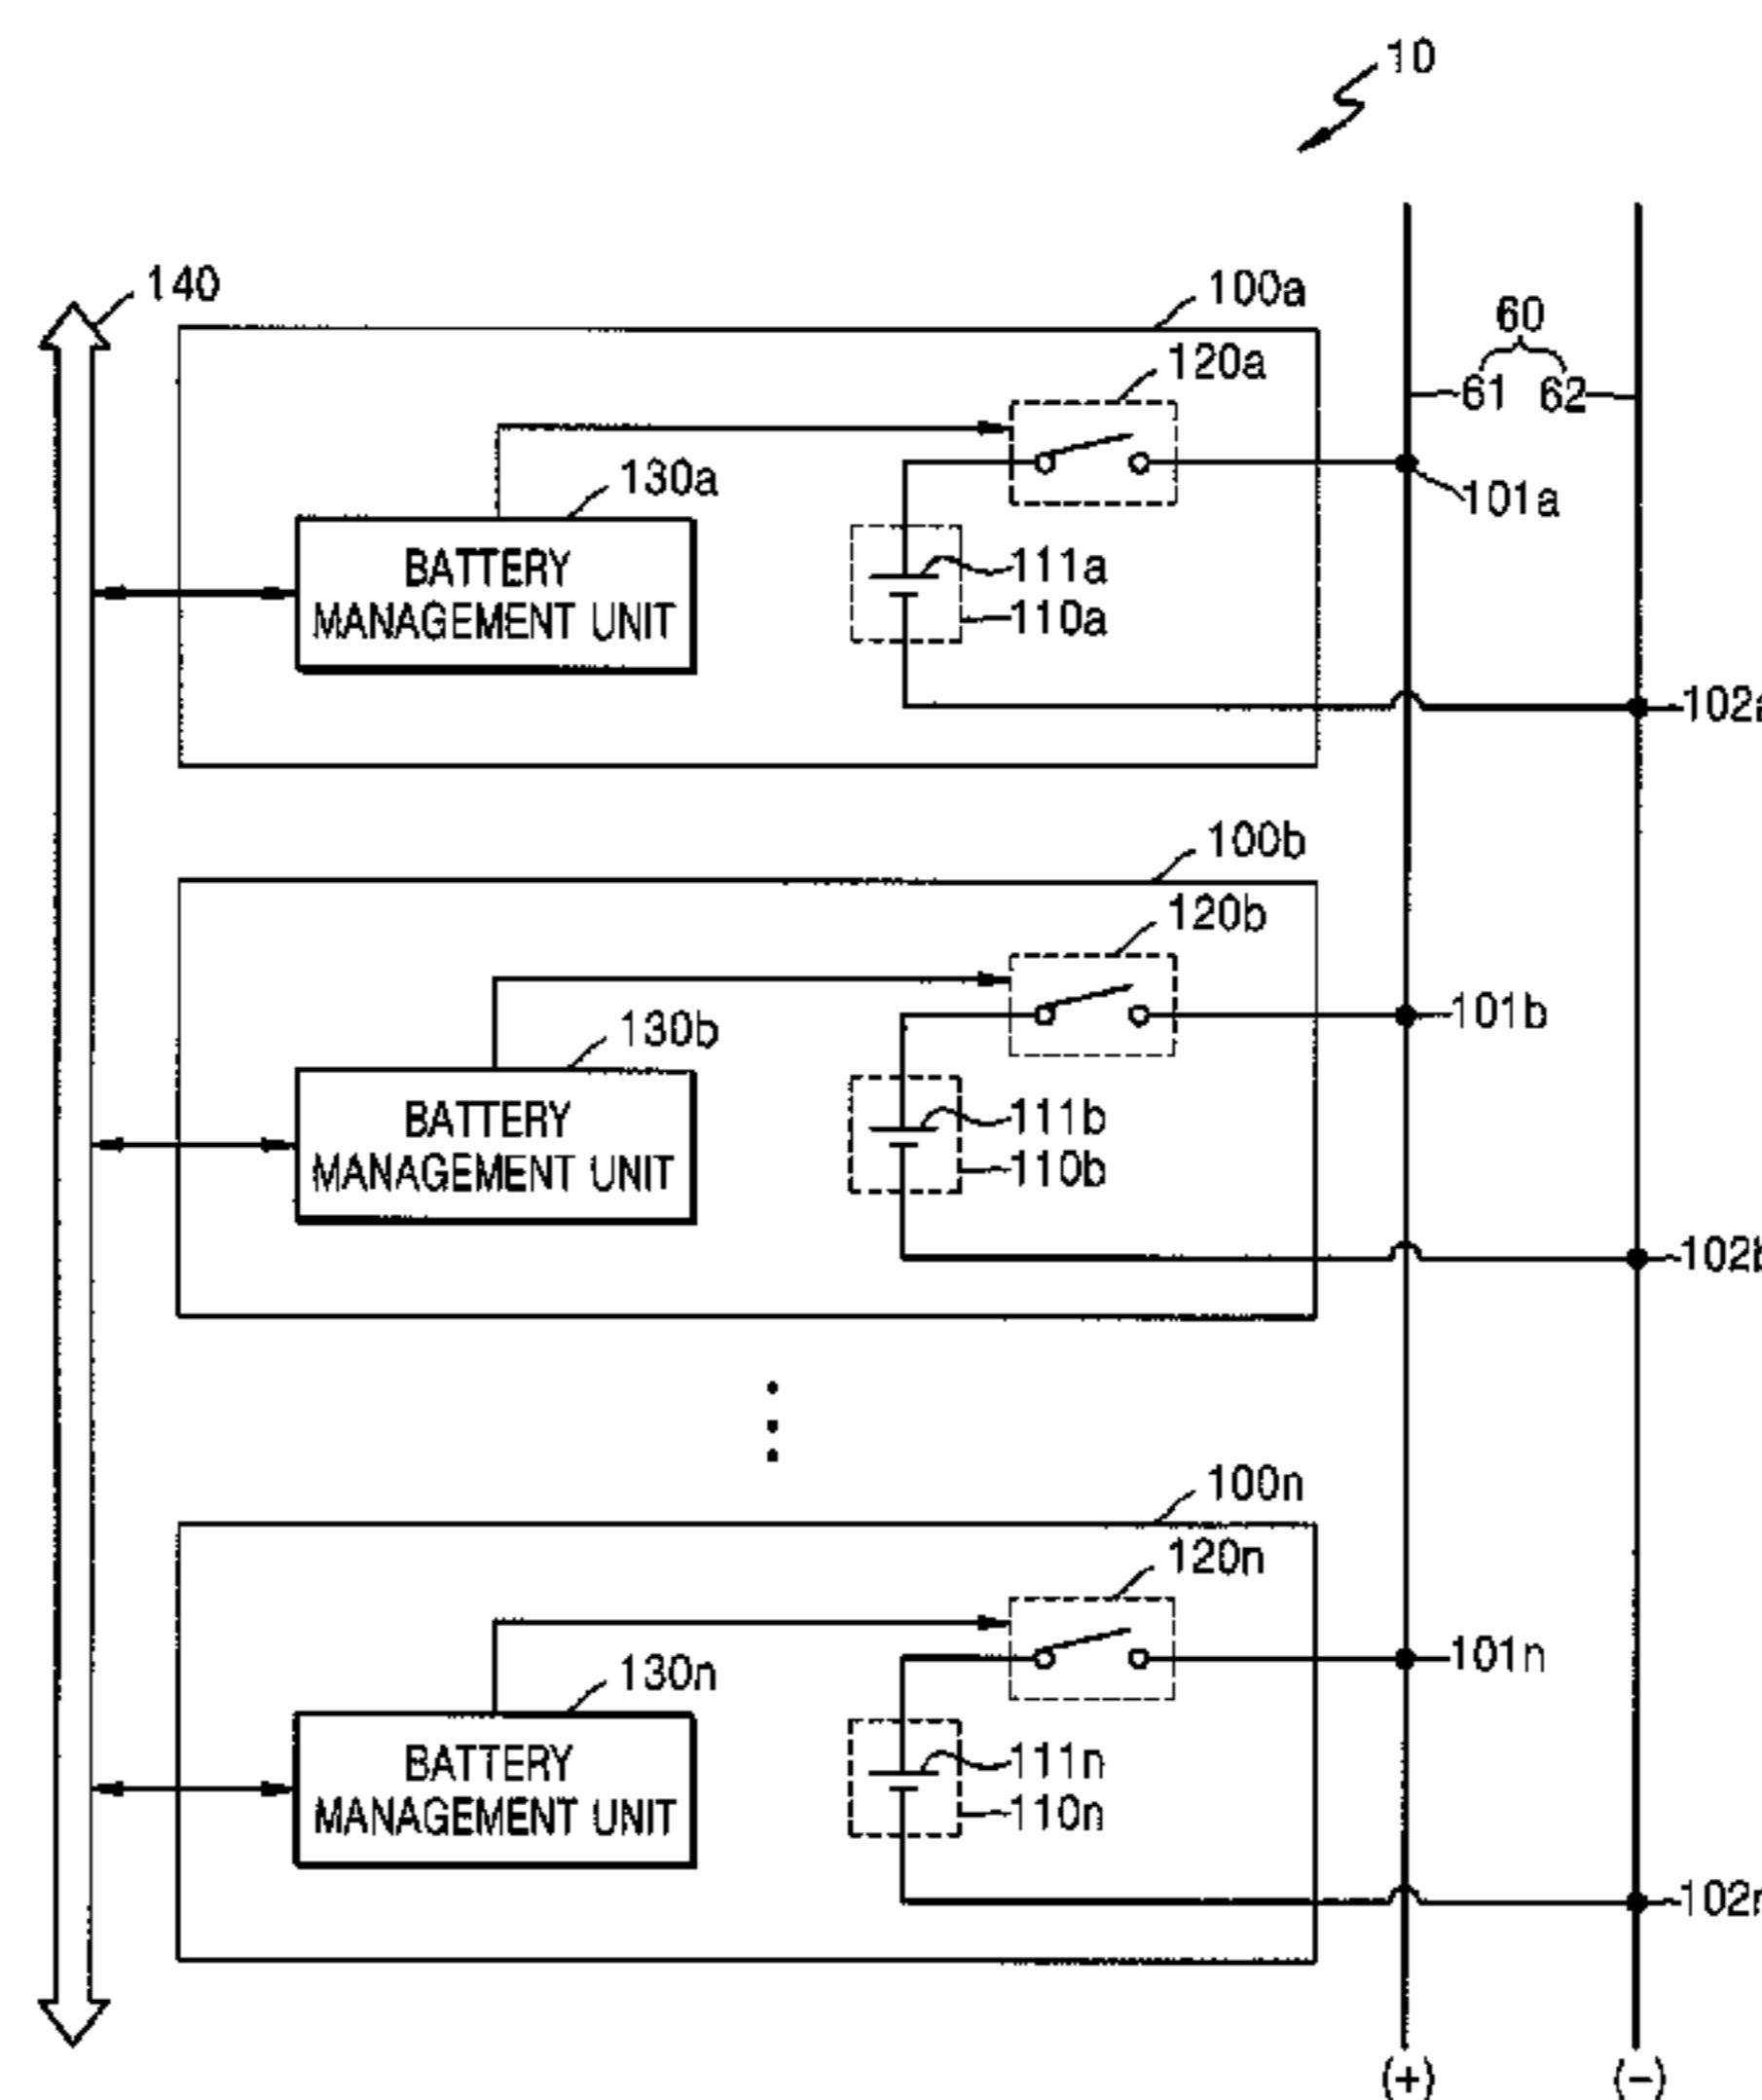 10
140
100a
60
120a
61 62
130a
101a
BATTERY
MANAGEMENT UNIT
111a
110a
100b
120b
130b
101b
BATTERY
MANAGEMENT UNIT
111b
110b
100n
120n
130n
101n
BATTERY
MANAGEMENT UNIT
111n
110n
(+) (-)